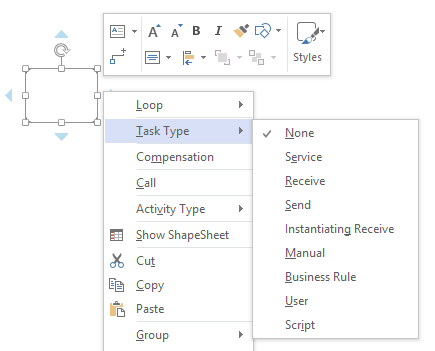 A A B I
Styles
Loop
Task Type
Compensation
Call
Activity Type
Show ShapeSheet
Cut
Copy
Paste
Group
None
Service
Receive
Send
Instantiating Receive
Manual
Business Rule
User
Script